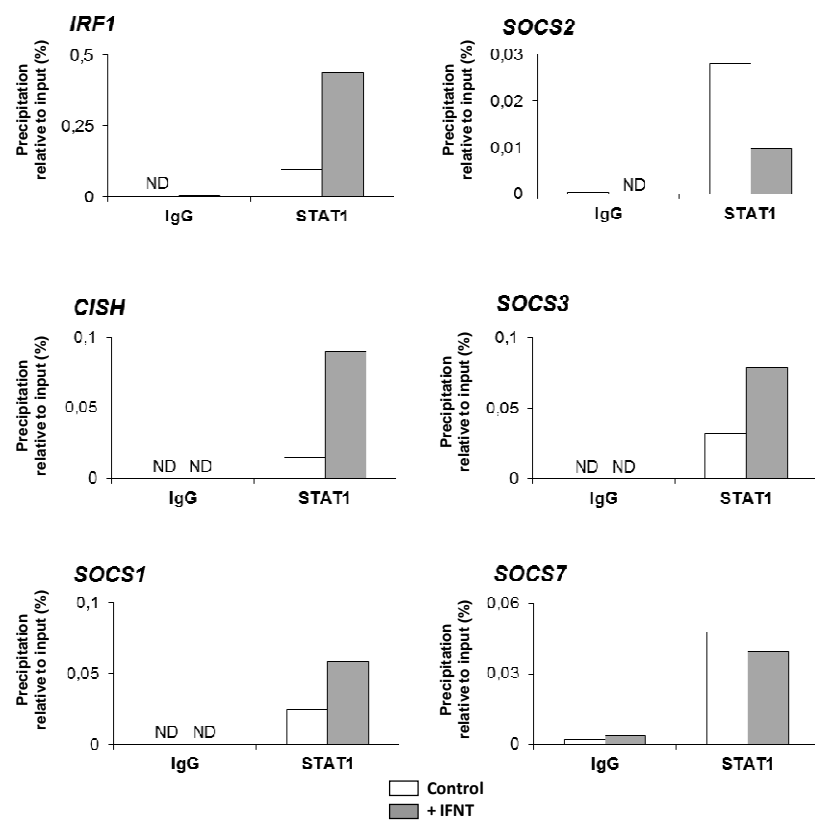 IRF1
Precipitation
relative to input (%)
0,5
0,25
0
ND
IgG
STAT1
SOCS2
Precipitation
relative to input (%)
0,03
0,02
0,01
0
ND
IgG
STAT1
CISH
Precipitation
relative to input (%)
0,1
0,05
0
ND ND
IgG
STAT1
SOCS3
Precipitation
relative to input (%)
0,1
0,05
0
ND ND
IgG
STAT1
SOCS1
Precipitation
relative to input (%)
0,1
0,05
0
ND ND
IgG
STAT1
SOCS7
Precipitation
relative to input (%)
0,06
0,03
0
IgG
STAT1
Control
+ IFNT